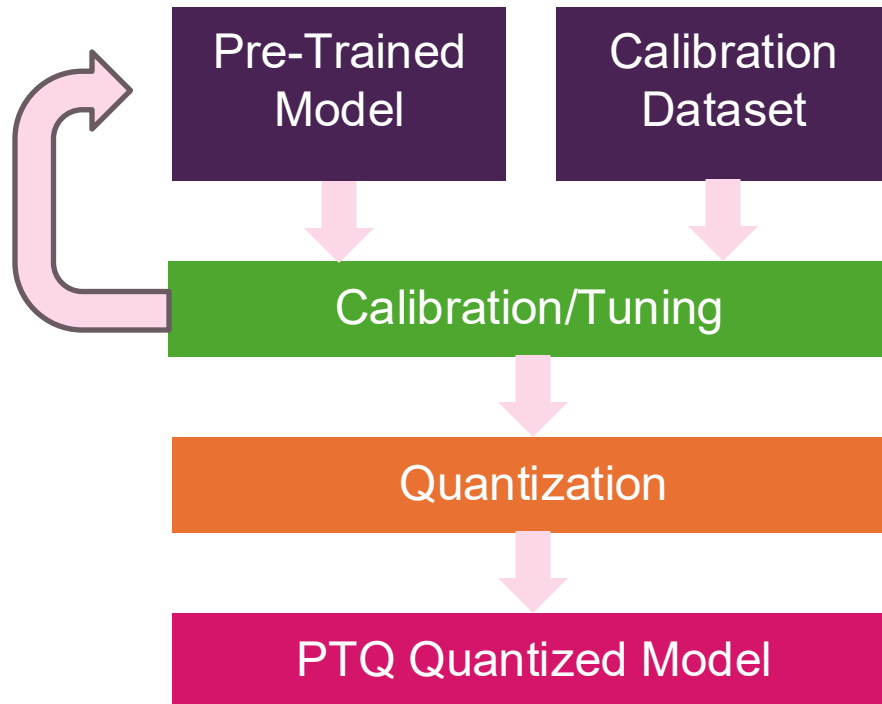 Pre-Trained
Model
Calibration
Dataset
Calibration/Tuning
Quantization
PTQ Quantized Model